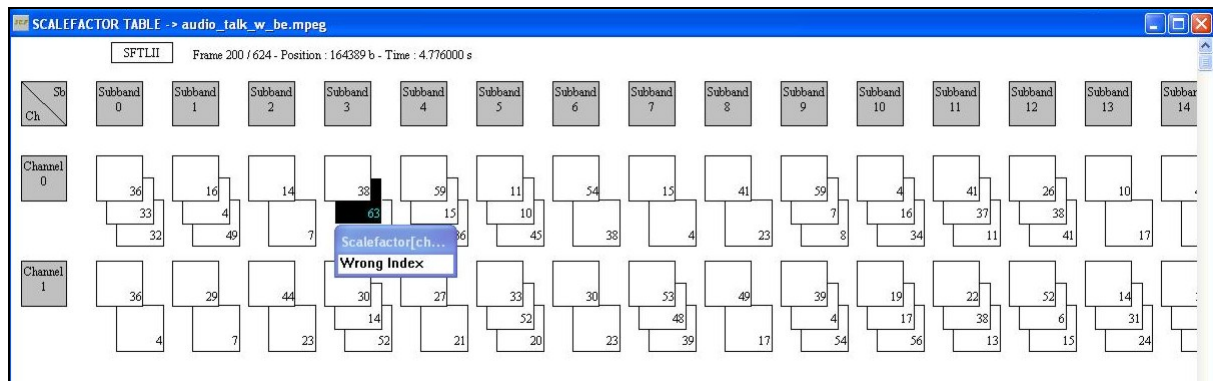 SCALEFACTOR TABLE -> audio_talk_w_be.mpeg
SFTLII Frame 200 / 624 - Position : 164389 b - Time : 4.776000 s
Sb Subband Subband Subband Subband Subband Subband Subband Subband Subband Subband Subband Subband Subband Subband
Ch 0 1 2 3 4 5 6 7 8 9 10 11 12 13 14
Channel
0
36 16 14 38 59 11 54 15 41 59 4 41 26 10
33 4 63 15 10 7 16 37 38
32 49 7 36 45 38 4 23 8 34 11 41 17
Scalefactor[ch...
Wrong Index
Channel
1
36 29 44 30 27 33 30 53 49 39 19 22 52 14
14 52 48 4 17 38 6 31
4 7 23 52 21 20 23 39 17 54 56 13 15 24